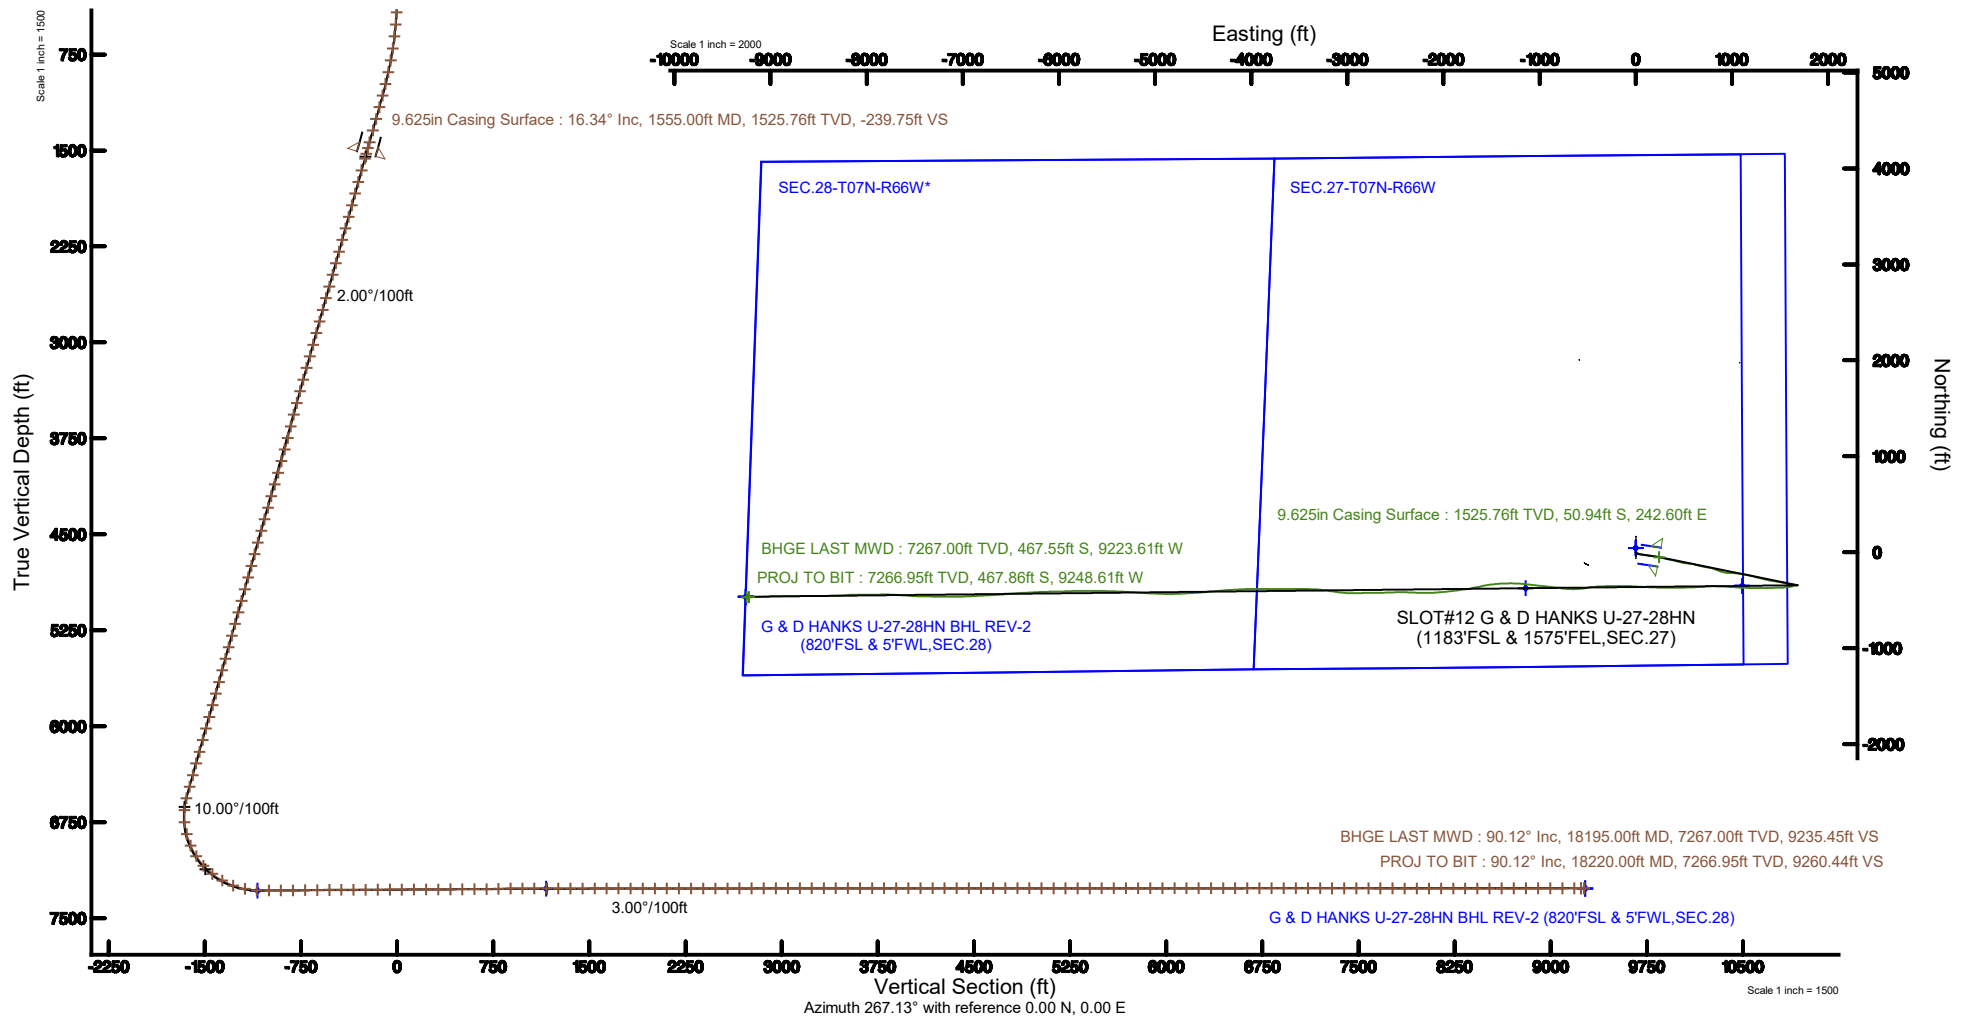 Scale 1 inch = 1500
True Vertical Depth (ft)
750
1500
2250
3000
3750
4500
5250
6000
6750
7500
9.625in Casing Surface : 16.34° Inc, 1555.00ft MD, 1525.76ft TVD, -239.75ft VS
2.00°/100ft
10.00°/100ft
3.00°/100ft
Easting (ft)
Scale 1 inch = 2000
-10000 -9000 -8000 -7000 -6000 -5000 -4000 -3000 -2000 -1000 0 1000 2000
5000
4000
3000
2000
1000
0
-1000
-2000
Northing (ft)
SEC.28-T07N-R66W*
SEC.27-T07N-R66W
9.625in Casing Surface : 1525.76ft TVD, 50.94ft S, 242.60ft E
BHGE LAST MWD : 7267.00ft TVD, 467.55ft S, 9223.61ft W
PROJ TO BIT : 7266.95ft TVD, 467.86ft S, 9248.61ft W
G & D HANKS U-27-28HN BHL REV-2
(820'FSL & 5'FWL,SEC.28)
SLOT#12 G & D HANKS U-27-28HN
(1183'FSL & 1575'FEL,SEC.27)
BHGE LAST MWD : 90.12° Inc, 18195.00ft MD, 7267.00ft TVD, 9235.45ft VS
PROJ TO BIT : 90.12° Inc, 18220.00ft MD, 7266.95ft TVD, 9260.44ft VS
G & D HANKS U-27-28HN BHL REV-2 (820'FSL & 5'FWL,SEC.28)
-2250 -1500 -750 0 750 1500 2250 3000 3750 4500 5250 6000 6750 7500 8250 9000 9750 10500
Vertical Section (ft)
Scale 1 inch = 1500
Azimuth 267.13° with reference 0.00 N, 0.00 E